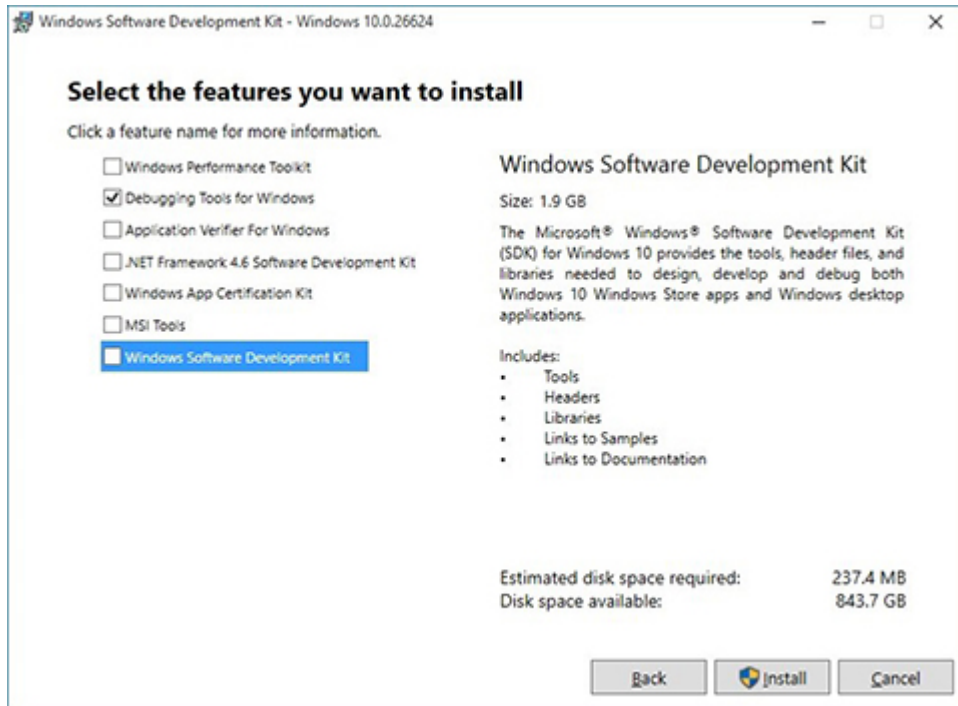 Windows Software Development Kit - Windows 10.0.26624
Select the features you want to install
Click a feature name for more information.
Windows Performance Toolkit
Debugging Tools for Windows
Application Verifier For Windows
.NET Framework 4.6 Software Development Kit
Windows App Certification Kit
MSI Tools
Windows Software Development Kit
Windows Software Development Kit
Size: 1.9 GB
The Microsoft® Windows® Software Development Kit
(SDK) for Windows 10 provides the tools, header files, and
libraries needed to design, develop and debug both
Windows 10 Windows Store apps and Windows desktop
applications.
Includes:
• Tools
• Headers
• Libraries
• Links to Samples
• Links to Documentation
Estimated disk space required: 237.4 MB
Disk space available: 843.7 GB
Back Install Cancel